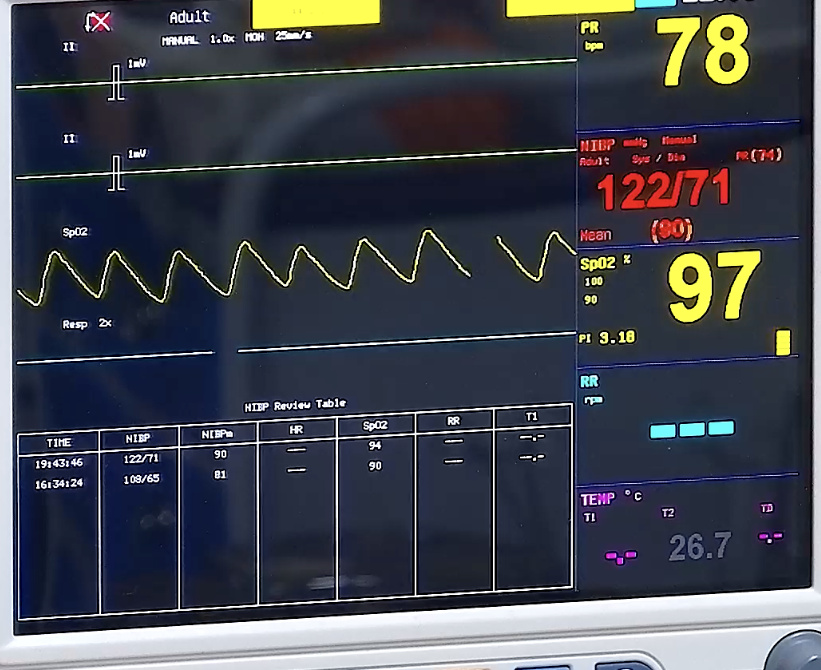 Adult
MANUAL 1.0x MON 25mm/s
II
1mV
II
1mV
SpO2
Resp 2x
PR
bpm
78
NIBP mmHg Manual
Adult Sys / Dia PR(74)
122/71
Mean (90)
SpO2 %
100
90
97
PI 3.18
RR
rpm
---
TEMP °C
T1 T2 TD
-.- 26.7 -.-
NIBP Review Table
TIME NIBP NIBPm HR SpO2 RR T1
19:43:46 122/71 90 --- 94 --- --.-
16:34:24 108/65 81 --- 90 --- --.-